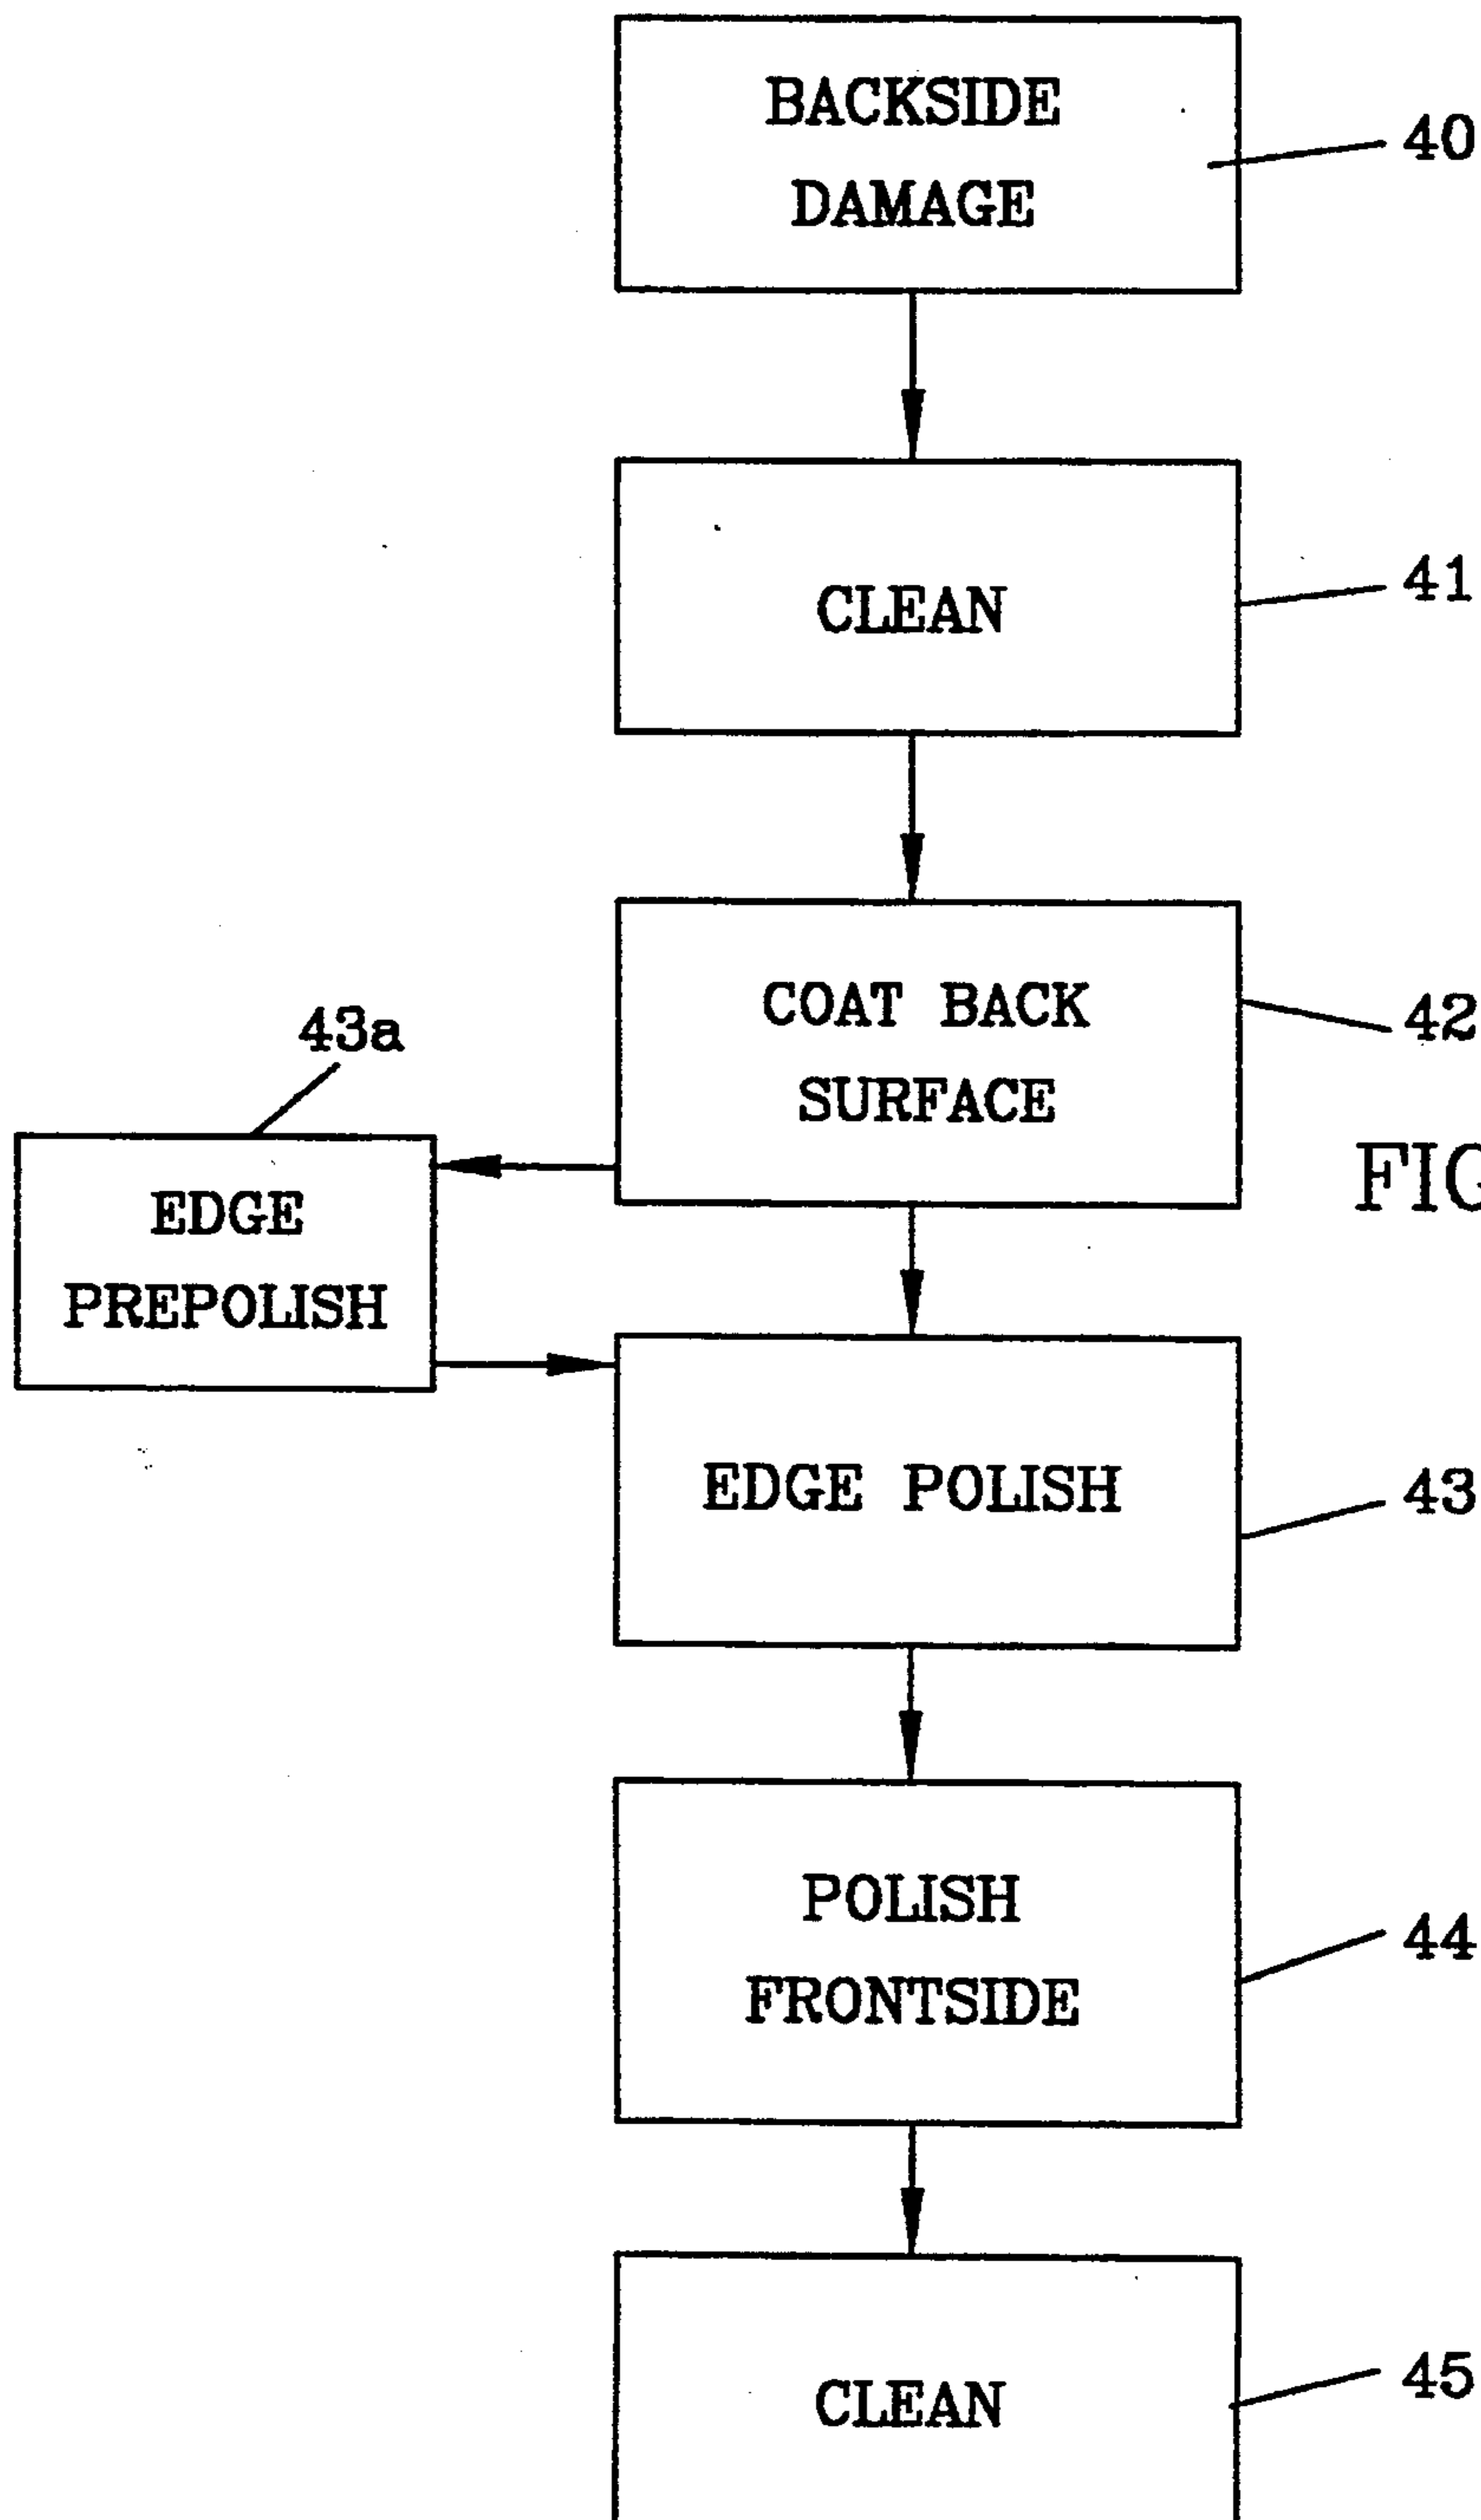 BACKSIDE
DAMAGE
40
CLEAN
41
COAT BACK
SURFACE
42
43a
EDGE
PREPOLISH
FIG
EDGE POLISH
43
POLISH
FRONTSIDE
44
CLEAN
45